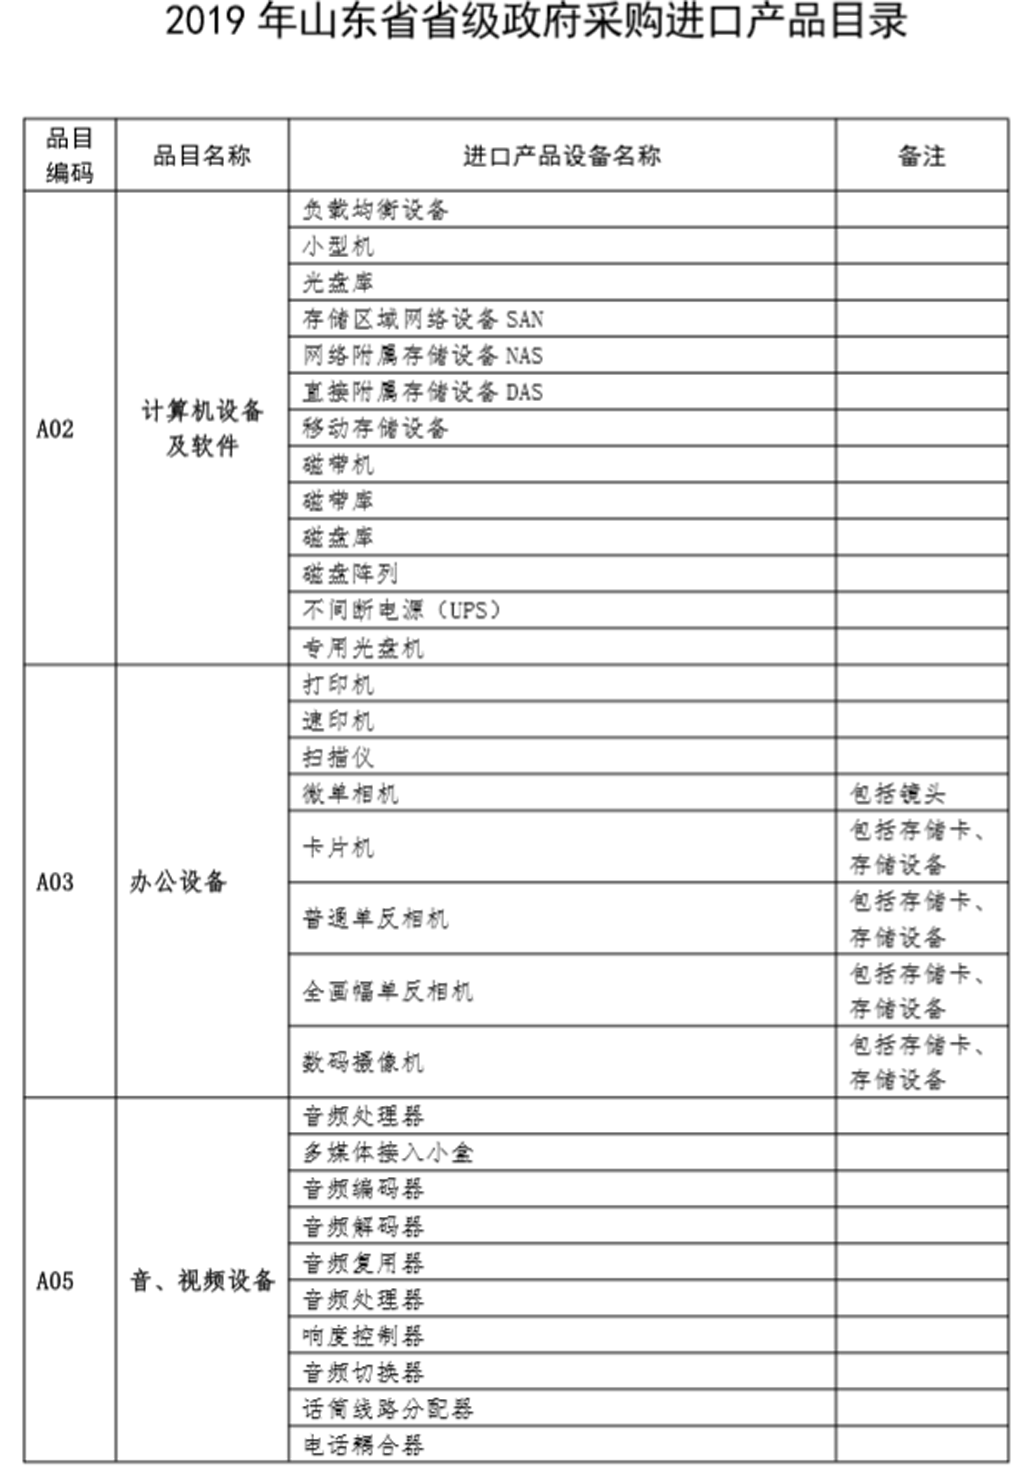 2019 年山东省省级政府采购进口产品目录
品目
编码
品目名称
进口产品设备名称
备注
A02
计算机设备
及软件
负载均衡设备
小型机
光盘库
存储区域网络设备 SAN
网络附属存储设备 NAS
直接附属存储设备 DAS
移动存储设备
磁带机
磁带库
磁盘库
磁盘阵列
不间断电源（UPS）
专用光盘机
A03
办公设备
打印机
速印机
扫描仪
微单相机
包括镜头
卡片机
包括存储卡、
存储设备
普通单反相机
包括存储卡、
存储设备
全画幅单反相机
包括存储卡、
存储设备
数码摄像机
包括存储卡、
存储设备
A05
音、视频设备
音频处理器
多媒体接入小盒
音频编码器
音频解码器
音频复用器
音频处理器
响度控制器
音频切换器
话筒线路分配器
电话耦合器